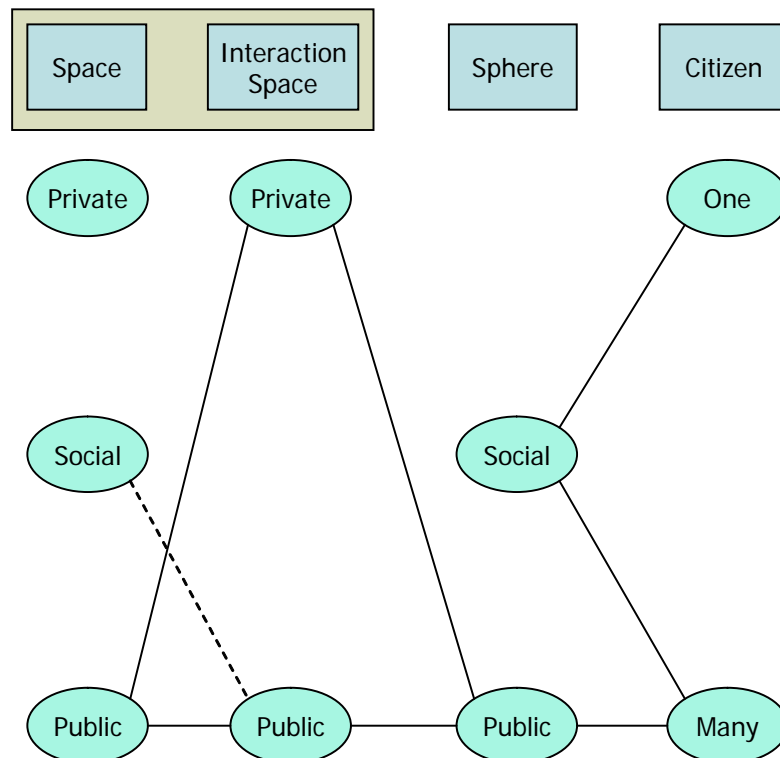 Space
Interaction
Space
Sphere
Citizen
Private
Private
One
Social
Social
Public
Public
Public
Many